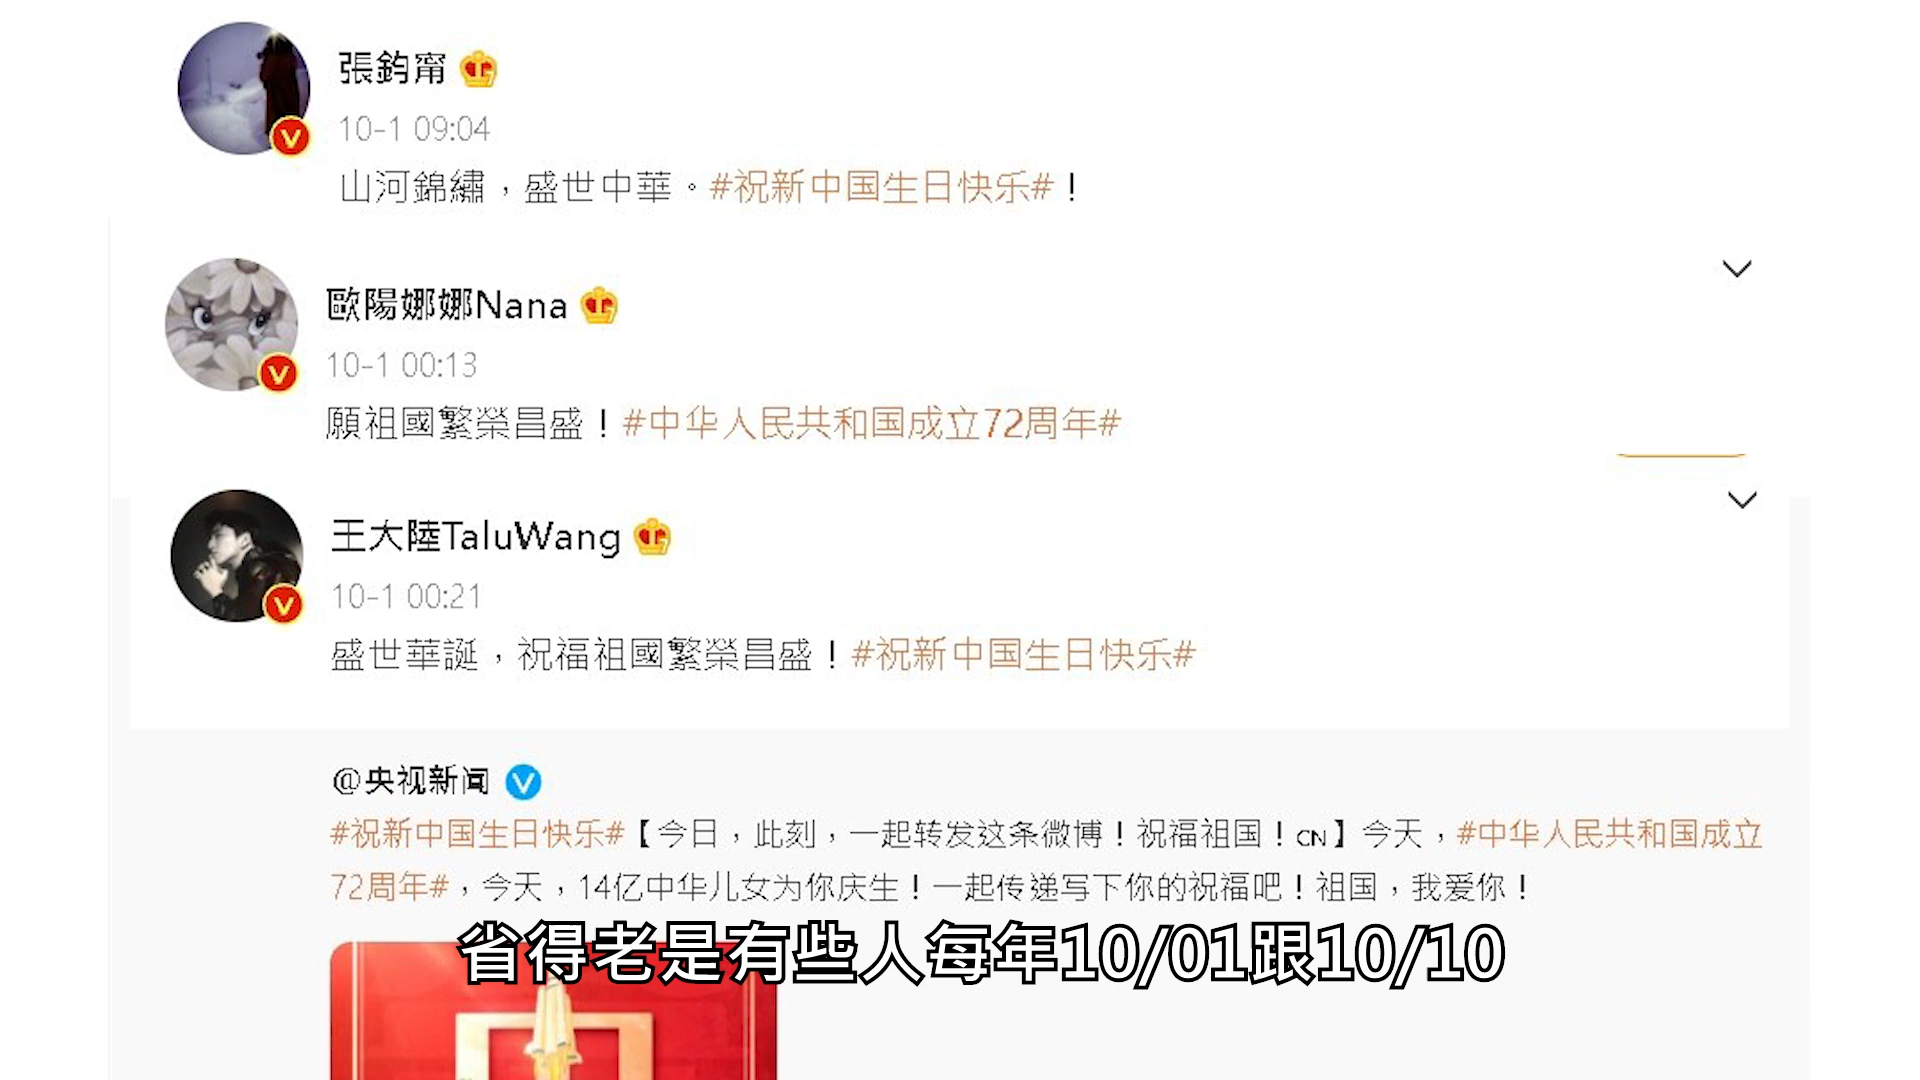 張鈞甯
10-1 09:04
山河錦繡，盛世中華。#祝新中国生日快乐#！
歐陽娜娜Nana
10-1 00:13
願祖國繁榮昌盛！#中华人民共和国成立72周年#
王大陸TaluWang
10-1 00:21
盛世華誕，祝福祖國繁榮昌盛！#祝新中国生日快乐#
@央视新闻
#祝新中国生日快乐#【今日，此刻，一起转发这条微博！祝福祖国！CN】今天，#中华人民共和国成立
72周年#，今天，14亿中华儿女为你庆生！一起传递写下你的祝福吧！祖国，我爱你！
省得老是有些人每年10/01跟10/10